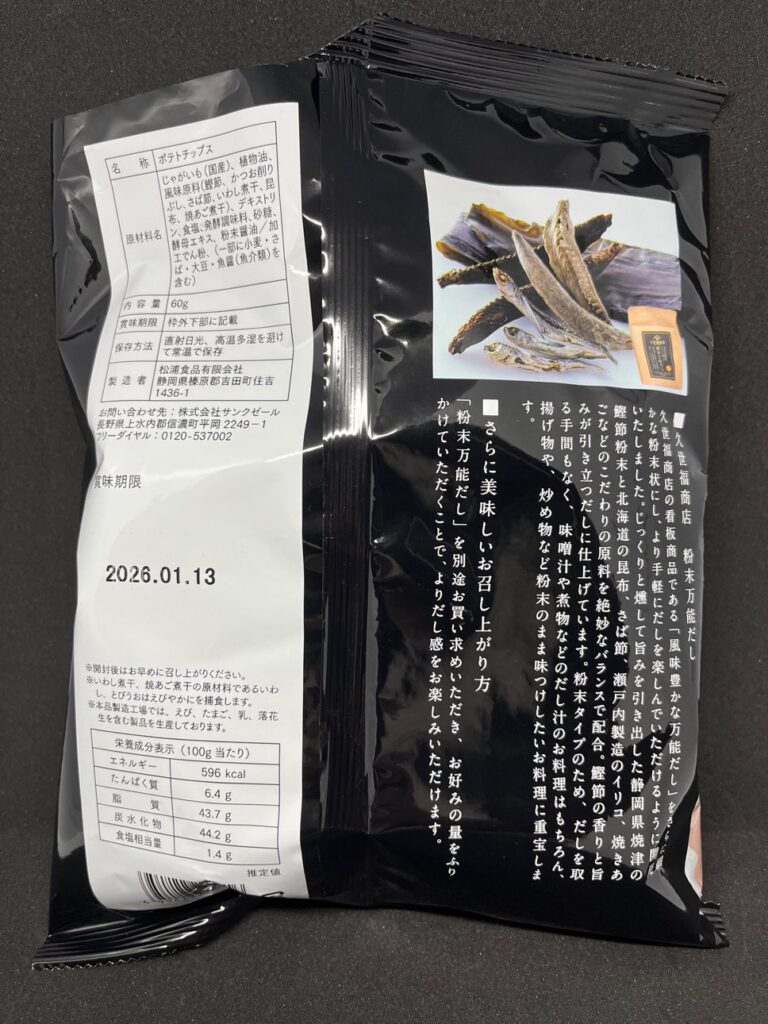 名称 ポテトチップス
原材料名 じゃがいも(国産)、植物油、
風味原料(鰹節、かつお削り
ぶし、さば節、いわし煮干、昆
布、焼あご煮干)、デキストリ
ン、食塩、発酵調味料、砂糖、
酵母エキス、粉末醤油/加
工でん粉、(一部に小麦・さ
ば・大豆・魚醤(魚介類)を
含む)
内容量 60g
賞味期限 枠外下部に記載
保存方法 直射日光、高温多湿を避け
て常温で保存
製造者 松浦食品有限会社
静岡県榛原郡吉田町住吉
1436-1
お問い合わせ先:株式会社サンクゼール
長野県上水内郡信濃町平岡 2249-1
フリーダイヤル:0120-537002
賞味期限
2026.01.13
※開封後はお早めに召し上がりください。
※いわし煮干、焼あご煮干の原材料であるいわ
し、とびうおはえびやかにを捕食します。
※本品製造工場では、えび、たまご、乳、落花
生を含む製品を生産しております。
栄養成分表示(100g当たり)
エネルギー 596 kcal
たんぱく質 6.4 g
脂質 43.7 g
炭水化物 44.2 g
食塩相当量 1.4 g
推定値
■久世福商店 粉末万能だし
久世福商店の看板商品である「風味豊かな万能だし」をさら
かな粉末状にし、より手軽にだしを楽しんでいただけるように開
いたしました。じっくりと燻して旨みを引き出した静岡県焼津の
鰹節粉末と北海道の昆布、さば節、瀬戸内製造のイリコ、焼きあ
ごなどのこだわりの原料を絶妙なバランスで配合。鰹節の香りと旨
みが引き立つだしに仕上げています。粉末タイプのため、だしを取
る手間もなく、味噌汁や煮物などのだし汁のお料理はもちろん、
揚げ物や、炒め物など粉末のまま味つけしたいお料理に重宝しま
す。
■さらに美味しいお召し上がり方
「粉末万能だし」を別途お買い求めいただき、お好みの量をふり
かけていただくことで、よりだし感をお楽しみいただけます。